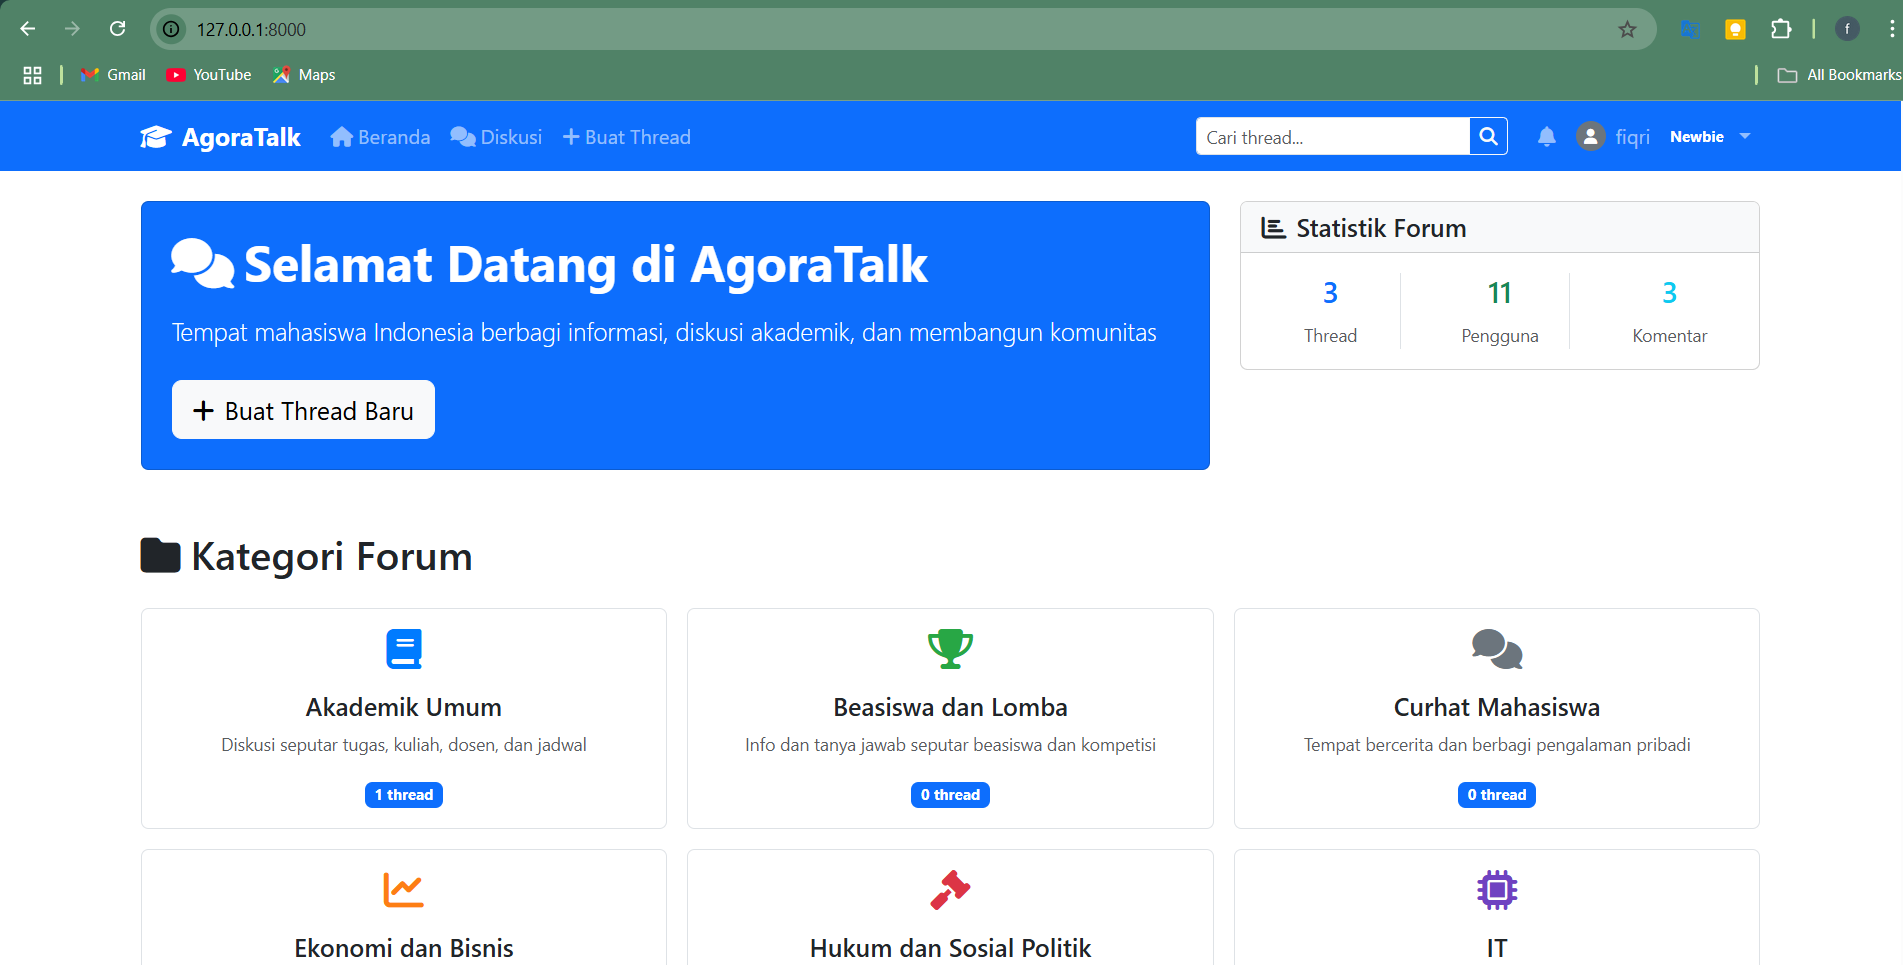 127.0.0.1:8000
f
Gmail
YouTube
Maps
All Bookmarks
AgoraTalk
Beranda
Diskusi
Buat Thread
Cari thread...
fiqri
Newbie
Selamat Datang di AgoraTalk
Tempat mahasiswa Indonesia berbagi informasi, diskusi akademik, dan membangun komunitas
+ Buat Thread Baru
Statistik Forum
3
11
3
Thread
Pengguna
Komentar
Kategori Forum
Akademik Umum
Diskusi seputar tugas, kuliah, dosen, dan jadwal
1 thread
Beasiswa dan Lomba
Info dan tanya jawab seputar beasiswa dan kompetisi
0 thread
Curhat Mahasiswa
Tempat bercerita dan berbagi pengalaman pribadi
0 thread
Ekonomi dan Bisnis
Hukum dan Sosial Politik
IT